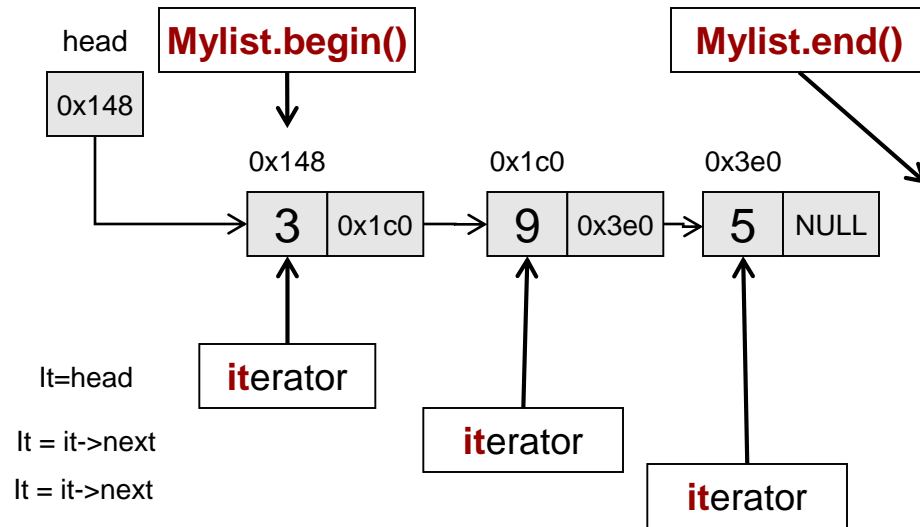 head
Mylist.begin()
Mylist.end()
0x148
0x148
0x1c0
0x3e0
3
0x1c0
9
0x3e0
5
NULL
It=head
iterator
It = it->next
iterator
It = it->next
iterator